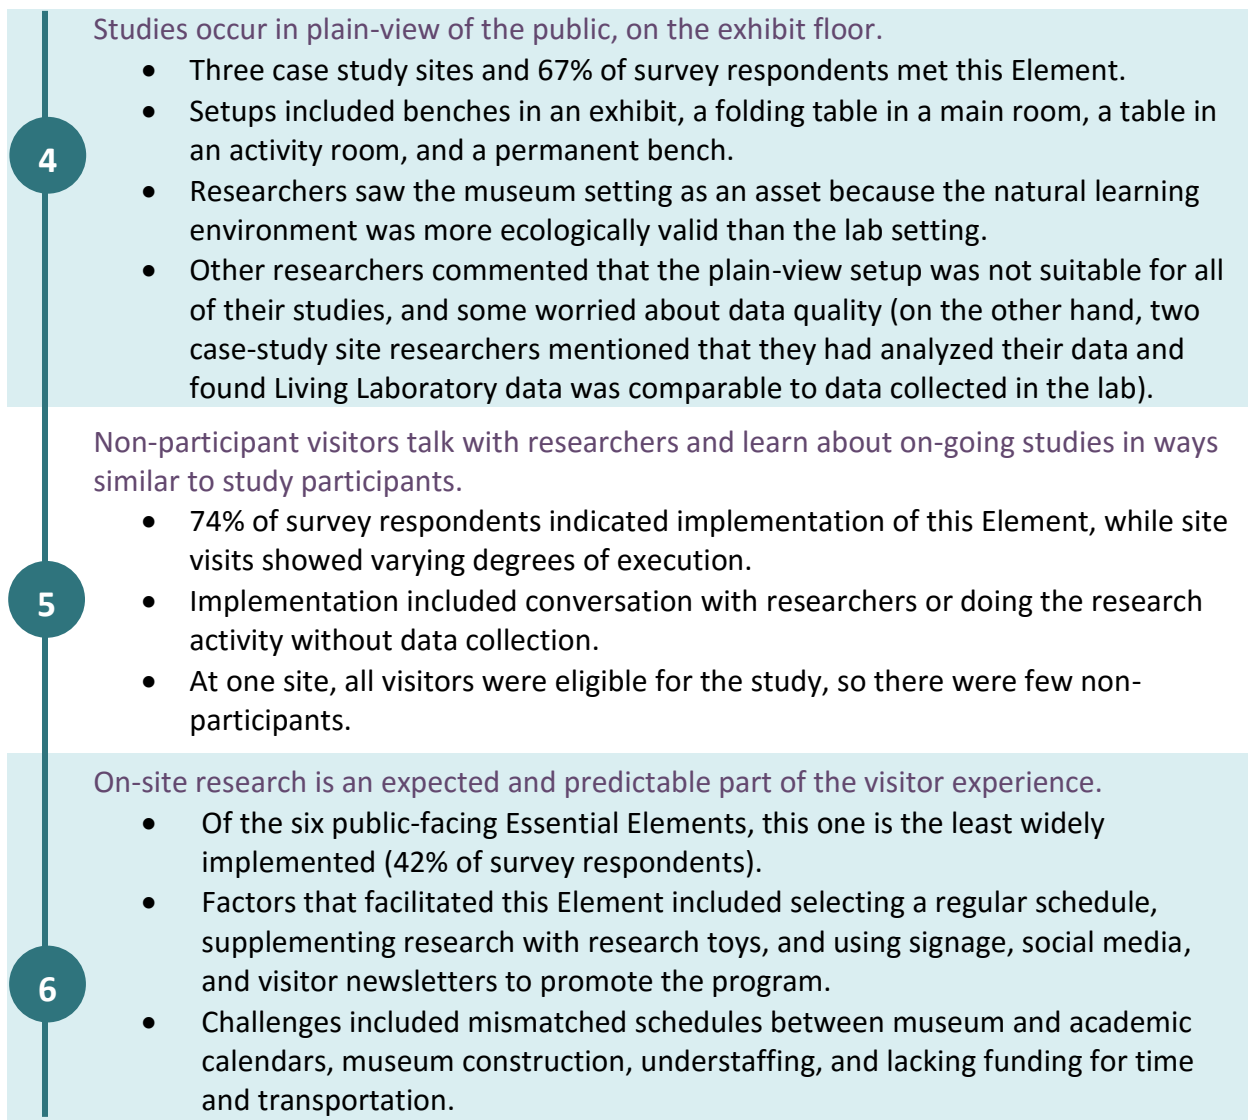 Studies occur in plain-view of the public, on the exhibit floor.
• Three case study sites and 67% of survey respondents met this Element.
• Setups included benches in an exhibit, a folding table in a main room, a table in
an activity room, and a permanent bench.
4
• Researchers saw the museum setting as an asset because the natural learning
environment was more ecologically valid than the lab setting.
• Other researchers commented that the plain-view setup was not suitable for all
of their studies, and some worried about data quality (on the other hand, two
case-study site researchers mentioned that they had analyzed their data and
found Living Laboratory data was comparable to data collected in the lab).
Non-participant visitors talk with researchers and learn about on-going studies in ways
similar to study participants.
• 74% of survey respondents indicated implementation of this Element, while site
visits showed varying degrees of execution.
5
• Implementation included conversation with researchers or doing the research
activity without data collection.
• At one site, all visitors were eligible for the study, so there were few non-
participants.
On-site research is an expected and predictable part of the visitor experience.
• Of the six public-facing Essential Elements, this one is the least widely
implemented (42% of survey respondents).
• Factors that facilitated this Element included selecting a regular schedule,
supplementing research with research toys, and using signage, social media,
and visitor newsletters to promote the program.
6
• Challenges included mismatched schedules between museum and academic
calendars, museum construction, understaffing, and lacking funding for time
and transportation.